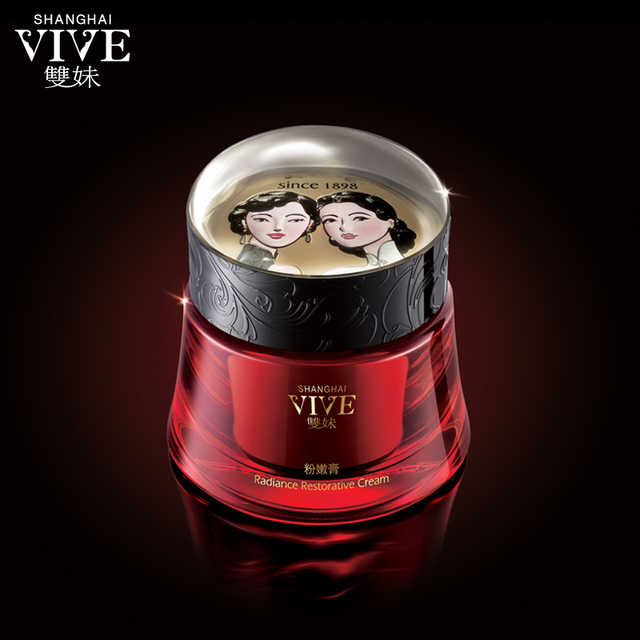 SHANGHAI
VIVE
雙妹
since 1898
SHANGHAI
VIVE
雙妹
粉嫩膏
Radiance Restorative Cream